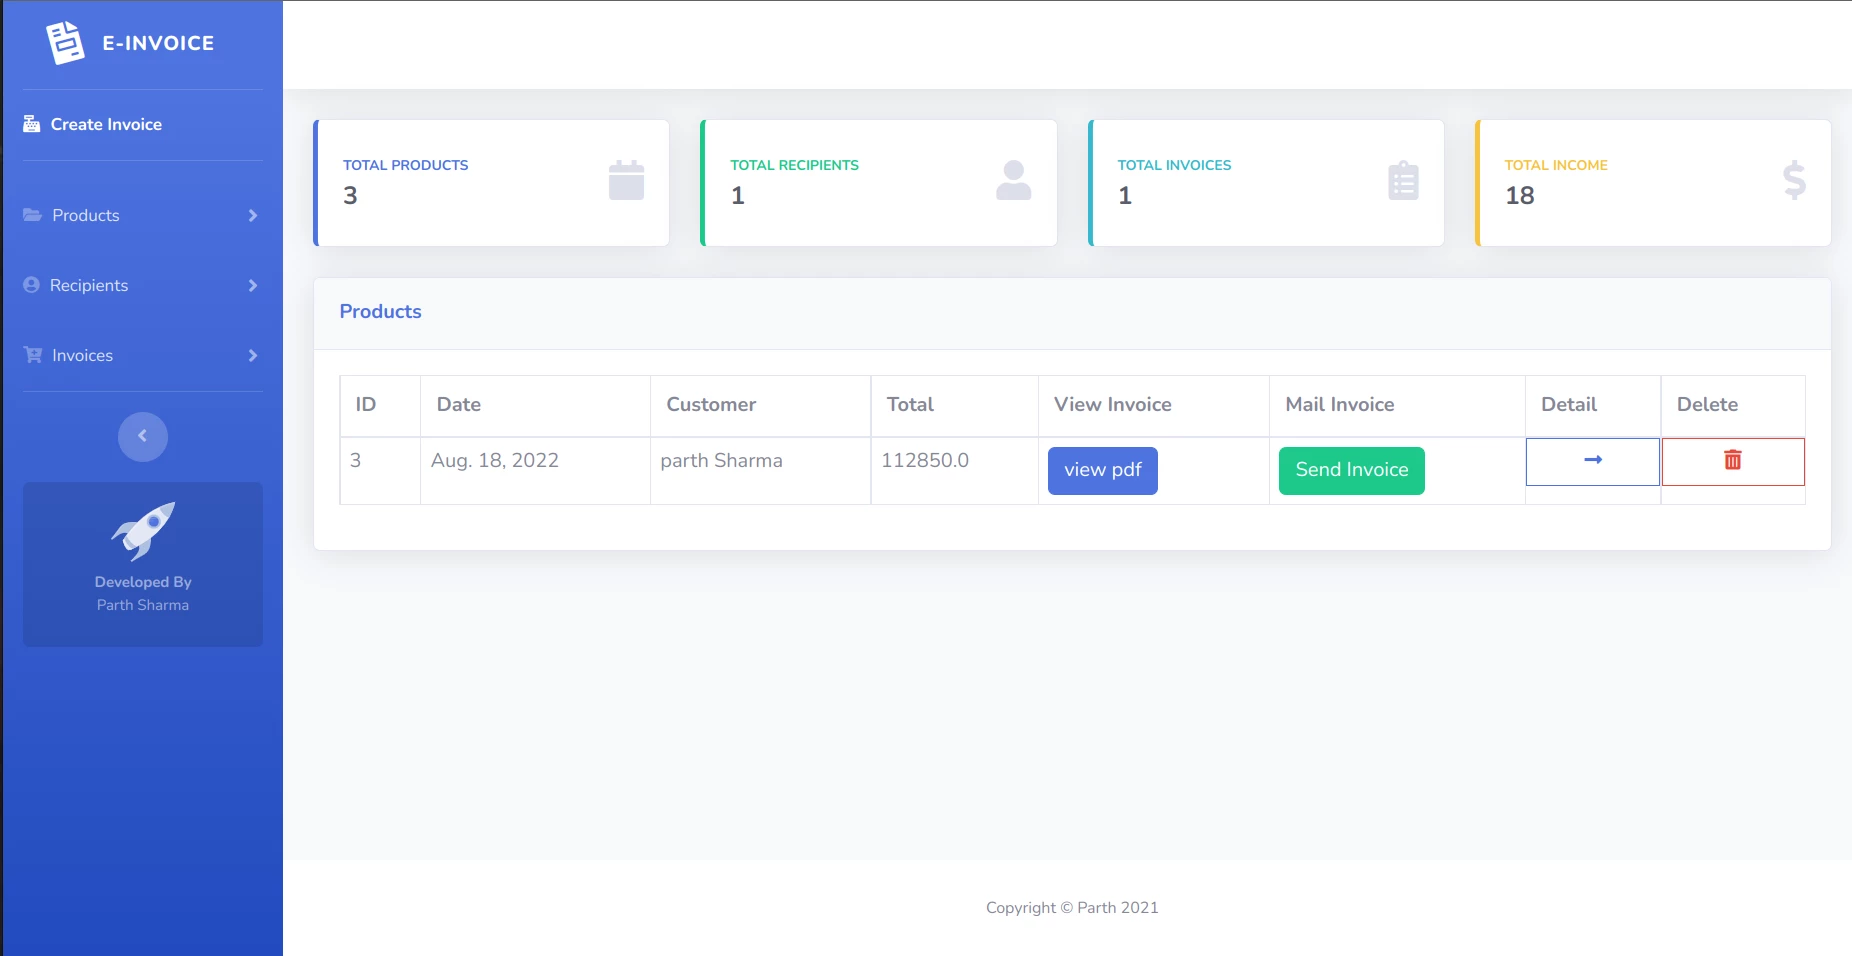 E-INVOICE
Create Invoice
Products
Recipients
Invoices
Developed By
Parth Sharma
TOTAL PRODUCTS
3
TOTAL RECIPIENTS
1
TOTAL INVOICES
1
TOTAL INCOME
18
Products
ID Date Customer Total View Invoice Mail Invoice Detail Delete
3 Aug. 18, 2022 parth Sharma 112850.0 view pdf Send Invoice
Copyright © Parth 2021